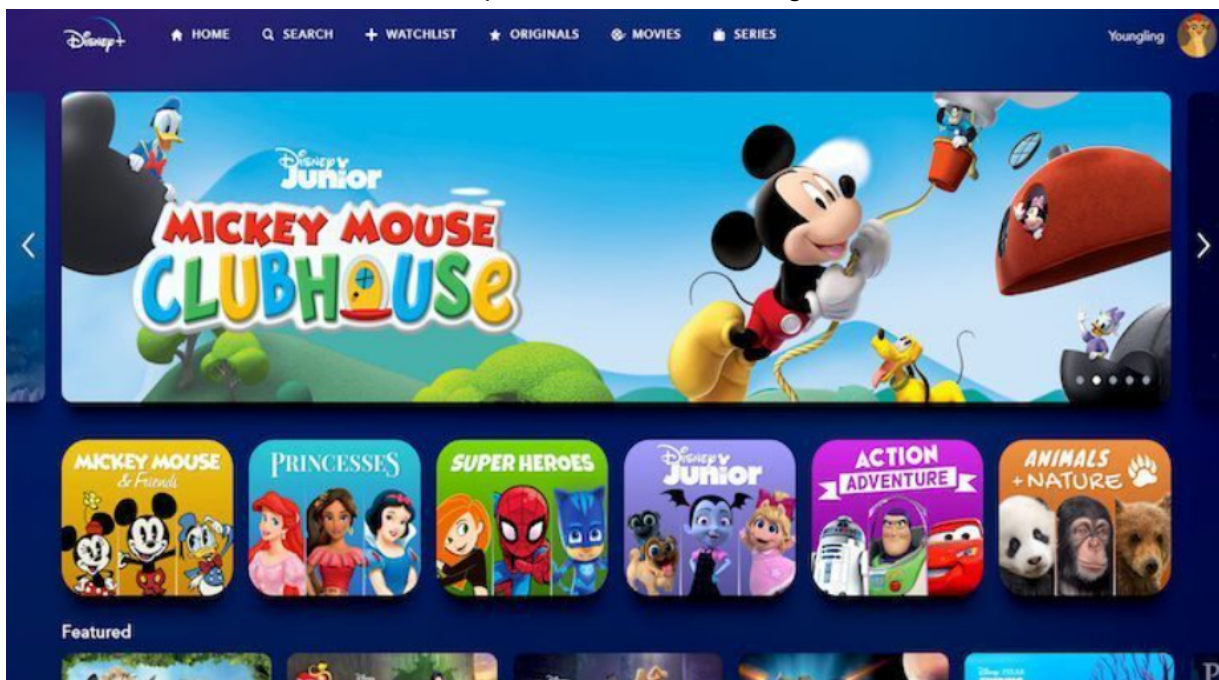 Disney+ HOME SEARCH + WATCHLIST ORIGINALS MOVIES SERIES Youngling
Disney
Junior
MICKEY MOUSE
CLUBHOUSE
MICKEY MOUSE
& Friends
PRINCESSES
SUPER HEROES
Disney
Junior
ACTION
ADVENTURE
ANIMALS
+ NATURE
Featured